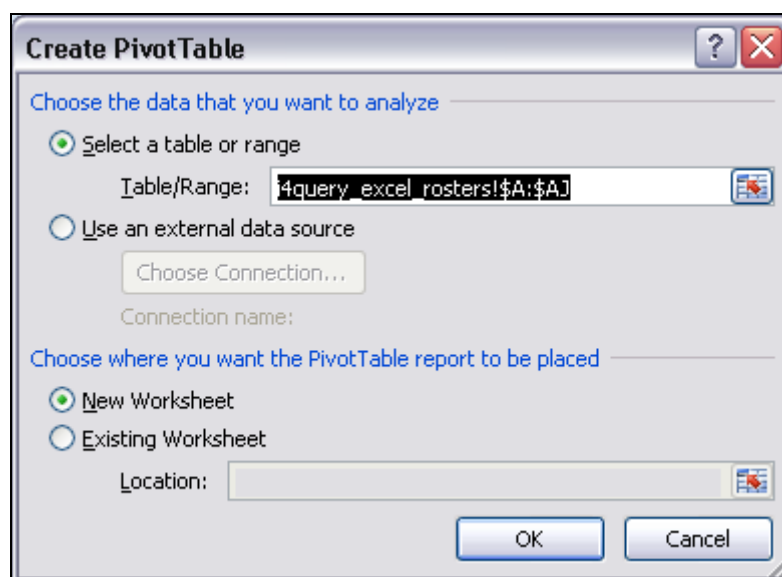 Create PivotTable
Choose the data that you want to analyze
Select a table or range
Table/Range: i4query_excel_rosters!$A:$AJ
Use an external data source
Choose Connection...
Connection name:
Choose where you want the PivotTable report to be placed
New Worksheet
Existing Worksheet
Location:
OK Cancel